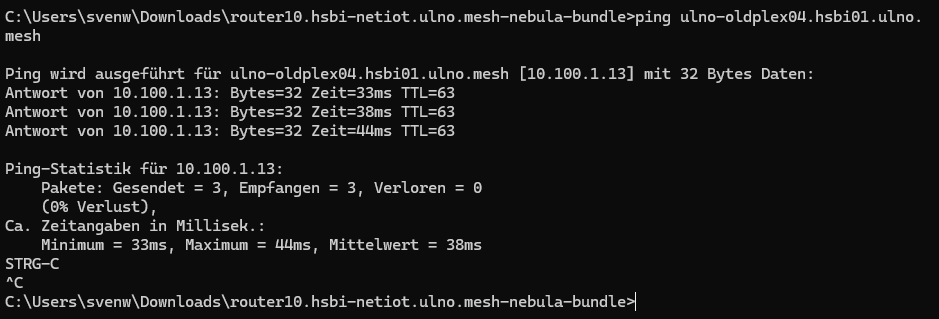 C:\Users\svenw\Downloads\router10.hsbi-netiot.ulno.mesh-nebula-bundle>ping ulno-oldplex04.hsbi01.ulno.
mesh

Ping wird ausgeführt für ulno-oldplex04.hsbi01.ulno.mesh [10.100.1.13] mit 32 Bytes Daten:
Antwort von 10.100.1.13: Bytes=32 Zeit=33ms TTL=63
Antwort von 10.100.1.13: Bytes=32 Zeit=38ms TTL=63
Antwort von 10.100.1.13: Bytes=32 Zeit=44ms TTL=63

Ping-Statistik für 10.100.1.13:
    Pakete: Gesendet = 3, Empfangen = 3, Verloren = 0
    (0% Verlust),
Ca. Zeitangaben in Millisek.:
    Minimum = 33ms, Maximum = 44ms, Mittelwert = 38ms
STRG-C
^C
C:\Users\svenw\Downloads\router10.hsbi-netiot.ulno.mesh-nebula-bundle>